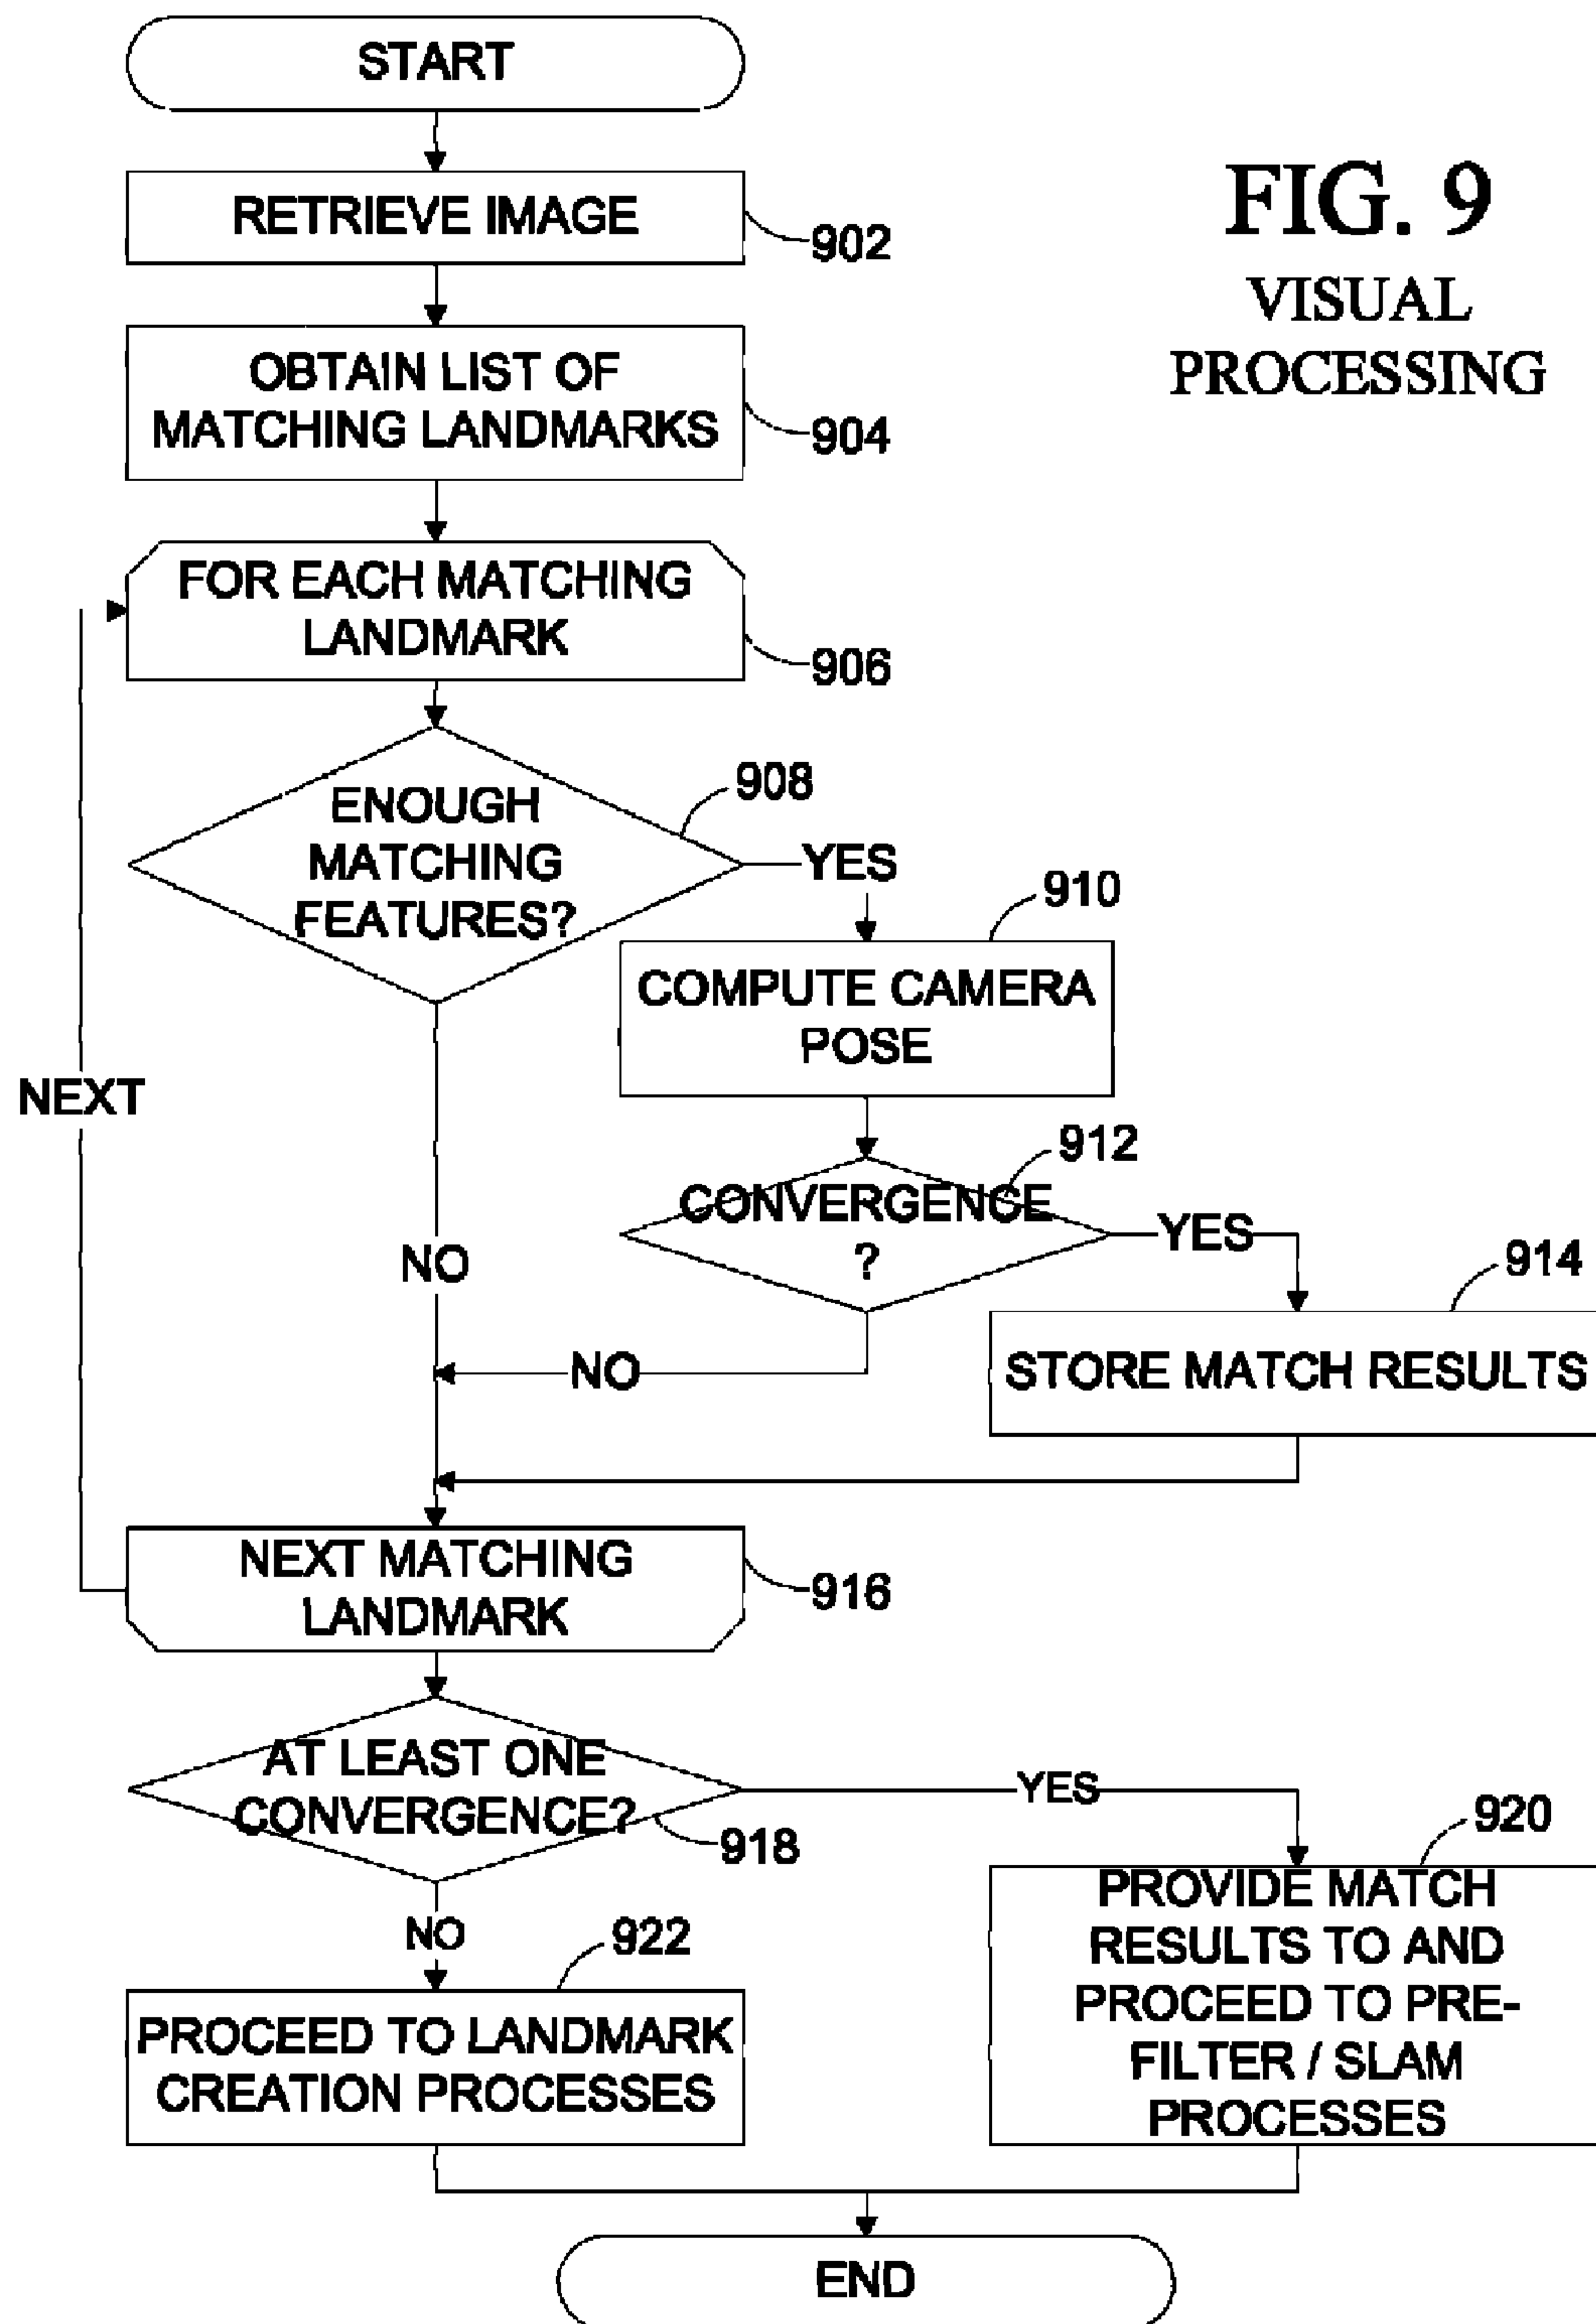 START
FIG. 9
VISUAL
PROCESSING
RETRIEVE IMAGE
902
OBTAIN LIST OF
MATCHING LANDMARKS
904
FOR EACH MATCHING
LANDMARK
906
ENOUGH
MATCHING
FEATURES?
908
YES
910
COMPUTE CAMERA
POSE
NEXT
912
CONVERGENCE
?
YES
NO
914
STORE MATCH RESULTS
NO
NEXT MATCHING
LANDMARK
916
AT LEAST ONE
CONVERGENCE?
918
YES
920
PROVIDE MATCH
RESULTS TO AND
PROCEED TO PRE-
FILTER / SLAM
PROCESSES
NO
922
PROCEED TO LANDMARK
CREATION PROCESSES
END